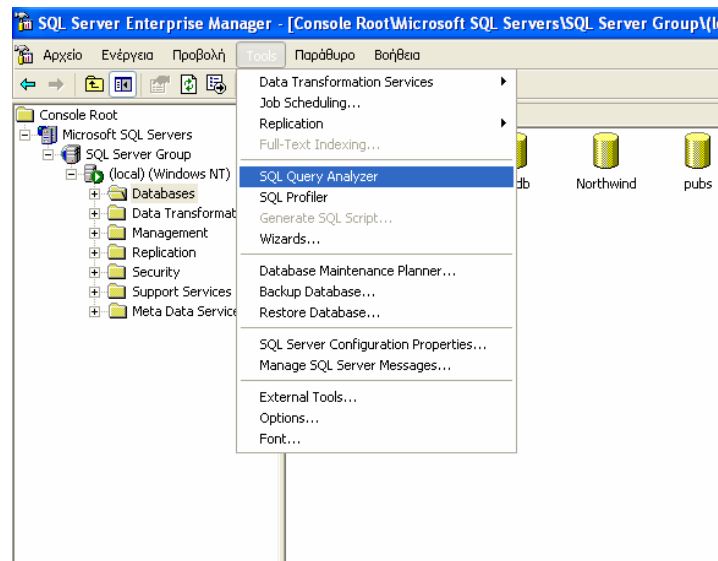 SQL Server Enterprise Manager - [Console Root\Microsoft SQL Servers\SQL Server Group\(l
Αρχείο Ενέργεια Προβολή Tools Παράθυρο Βοήθεια
Console Root
Microsoft SQL Servers
SQL Server Group
(local) (Windows NT)
Databases
Data Transformat
Management
Replication
Security
Support Services
Meta Data Service
Data Transformation Services
Job Scheduling...
Replication
Full-Text Indexing...
SQL Query Analyzer
SQL Profiler
Generate SQL Script...
Wizards...
Database Maintenance Planner...
Backup Database...
Restore Database...
SQL Server Configuration Properties...
Manage SQL Server Messages...
External Tools...
Options...
Font...
db Northwind pubs